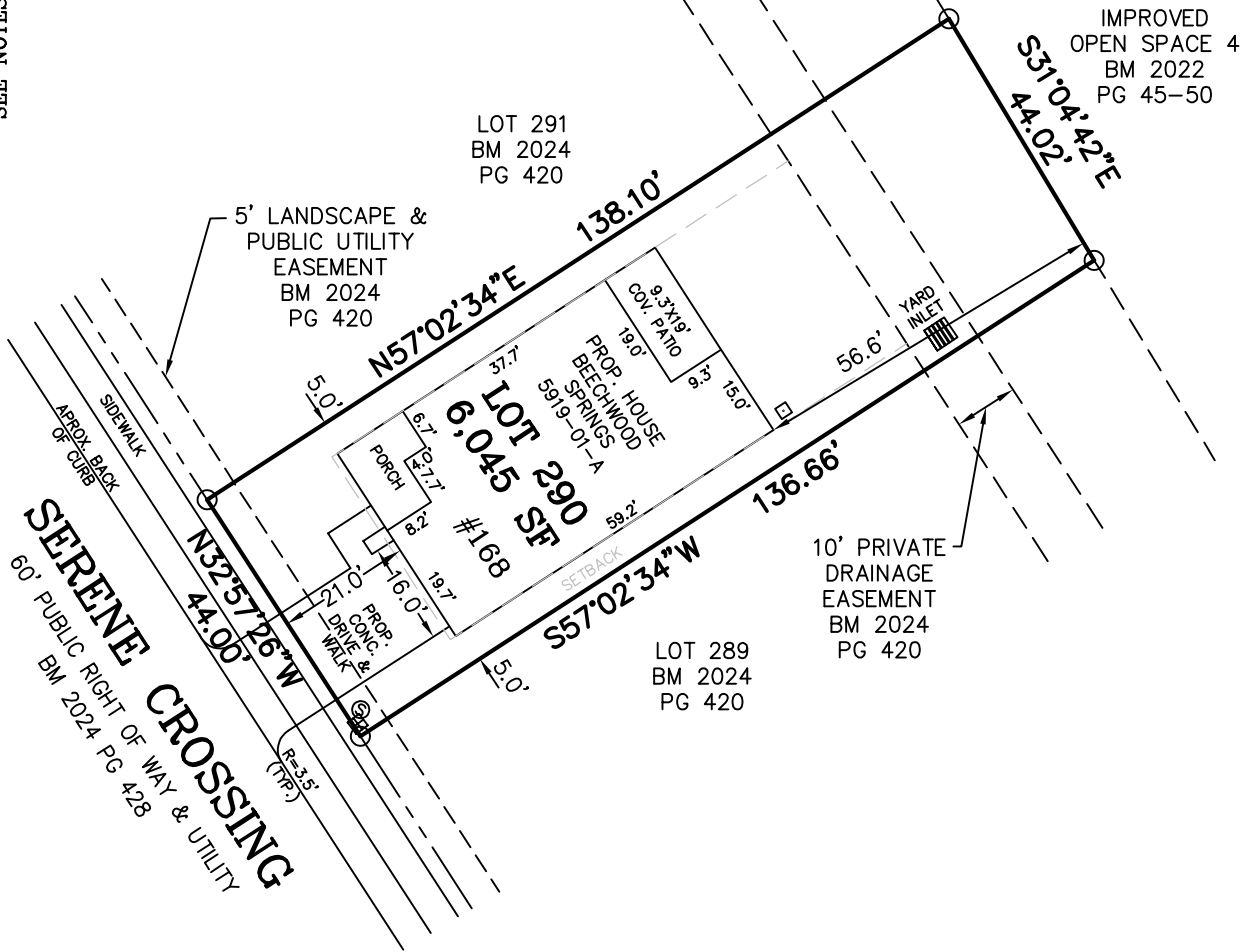 SEE NOTES
IMPROVED
OPEN SPACE 4
BM 2022
PG 45-50
S31°04'42"E
44.02'
LOT 291
BM 2024
PG 420
138.10'
N57°02'34"E
5' LANDSCAPE &
PUBLIC UTILITY
EASEMENT
BM 2024
PG 420
5.0'
37.7'
9.3'X19'
COV. PATIO
19.0'
9.3'
15.0'
YARD
INLET
56.6'
PROP. HOUSE
BEECHWOOD
SPRINGS
5919-01-A
LOT 290
6,045 SF
#168
6.7'
PORCH
7.7'
8.2'
19.7'
59.2'
SETBACK
136.66'
S57°02'34"W
5.0'
10' PRIVATE
DRAINAGE
EASEMENT
BM 2024
PG 420
LOT 289
BM 2024
PG 420
SIDEWALK
APROX. BACK
OF CURB
N32°57'26"W
44.00'
21.0'
16.0'
PROP.
CONC.
DRIVE &
WALK
S
R=3.5'
(TYP.)
SERENE CROSSING
60' PUBLIC RIGHT OF WAY & UTILITY
BM 2024 PG 428